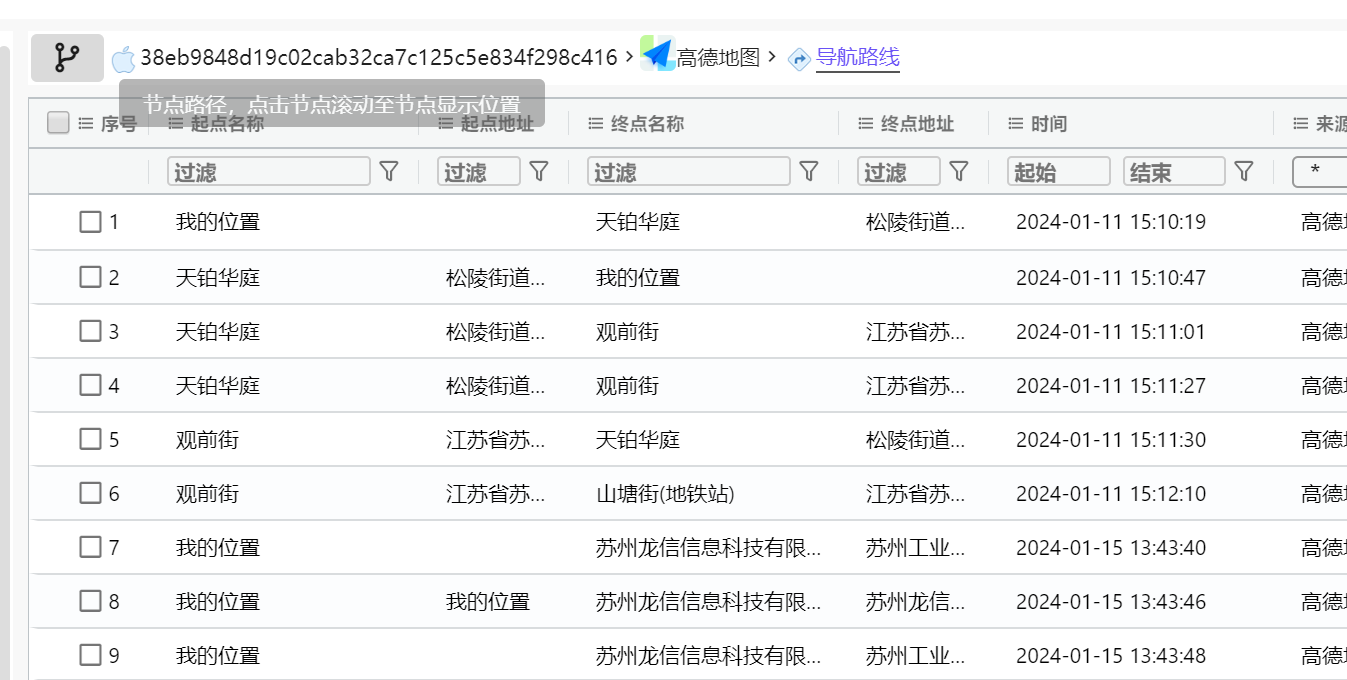 38eb9848d19c02cab32ca7c125c5e834f298c416 > 高德地图 > 导航路线
节点路径，点击节点滚动至节点显示位置
序号 起点名称 起点地址 终点名称 终点地址 时间 来源
过滤 过滤 过滤 过滤 起始 结束 *
1 我的位置 天铂华庭 松陵街道... 2024-01-11 15:10:19 高德
2 天铂华庭 松陵街道... 我的位置 2024-01-11 15:10:47 高德
3 天铂华庭 松陵街道... 观前街 江苏省苏... 2024-01-11 15:11:01 高德
4 天铂华庭 松陵街道... 观前街 江苏省苏... 2024-01-11 15:11:27 高德
5 观前街 江苏省苏... 天铂华庭 松陵街道... 2024-01-11 15:11:30 高德
6 观前街 江苏省苏... 山塘街(地铁站) 江苏省苏... 2024-01-11 15:12:10 高德
7 我的位置 苏州龙信信息科技有限... 苏州工业... 2024-01-15 13:43:40 高德
8 我的位置 我的位置 苏州龙信信息科技有限... 苏州龙信... 2024-01-15 13:43:46 高德
9 我的位置 苏州龙信信息科技有限... 苏州工业... 2024-01-15 13:43:48 高德